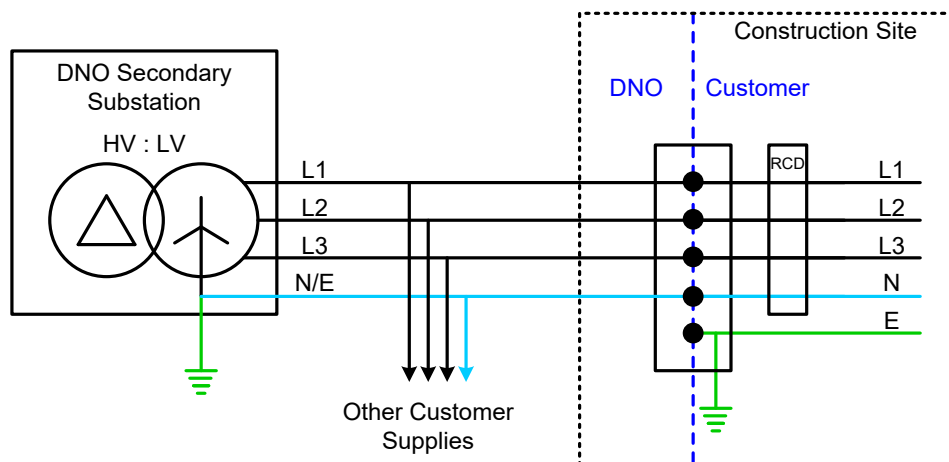 Construction Site
DNO Secondary
Substation
HV : LV
DNO
Customer
L1
L2
L3
N/E
RCD
L1
L2
L3
N
E
Other Customer
Supplies